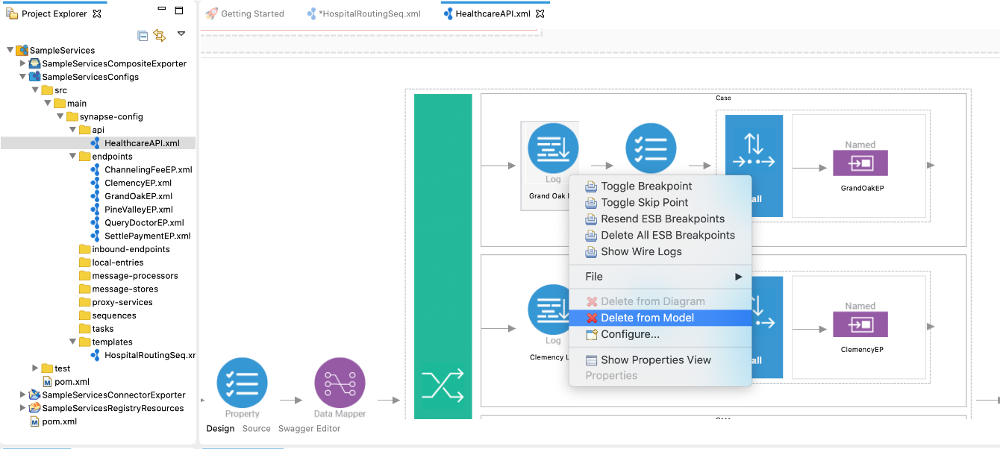 Project Explorer
SampleServices
SampleServicesCompositeExporter
SampleServicesConfigs
src
main
synapse-config
api
HealthcareAPI.xml
endpoints
ChannelingFeeEP.xml
ClemencyEP.xml
GrandOakEP.xml
PineValleyEP.xml
QueryDoctorEP.xml
SettlePaymentEP.xml
inbound-endpoints
local-entries
message-processors
message-stores
proxy-services
sequences
tasks
templates
HospitalRoutingSeq.xr
test
pom.xml
SampleServicesConnectorExporter
SampleServicesRegistryResources
pom.xml
Getting Started
*HospitalRoutingSeq.xml
HealthcareAPI.xml
Case
Log
Grand Oak
all
Named
GrandOakEP
Toggle Breakpoint
Toggle Skip Point
Resend ESB Breakpoints
Delete All ESB Breakpoints
Show Wire Logs
File
Delete from Diagram
Delete from Model
Configure...
Show Properties View
Properties
Log
Clemency L
all
Named
ClemencyEP
Property
Data Mapper
Design
Source
Swagger Editor